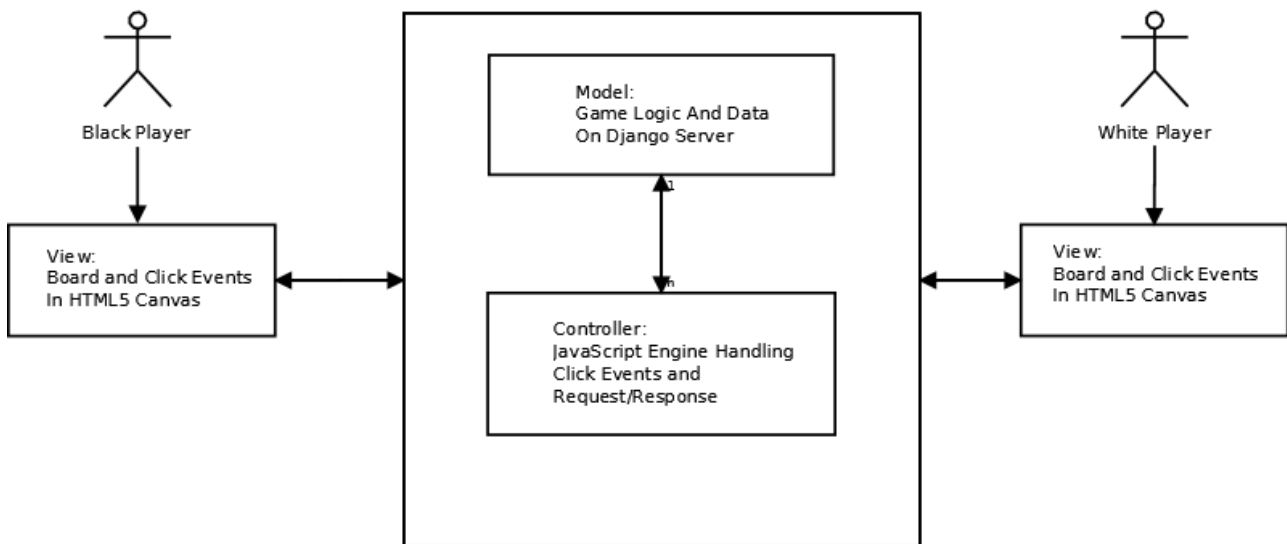 Black Player
White Player
Model:
Game Logic And Data
On Django Server
1
n
View:
Board and Click Events
In HTML5 Canvas
View:
Board and Click Events
In HTML5 Canvas
Controller:
JavaScript Engine Handling
Click Events and
Request/Response